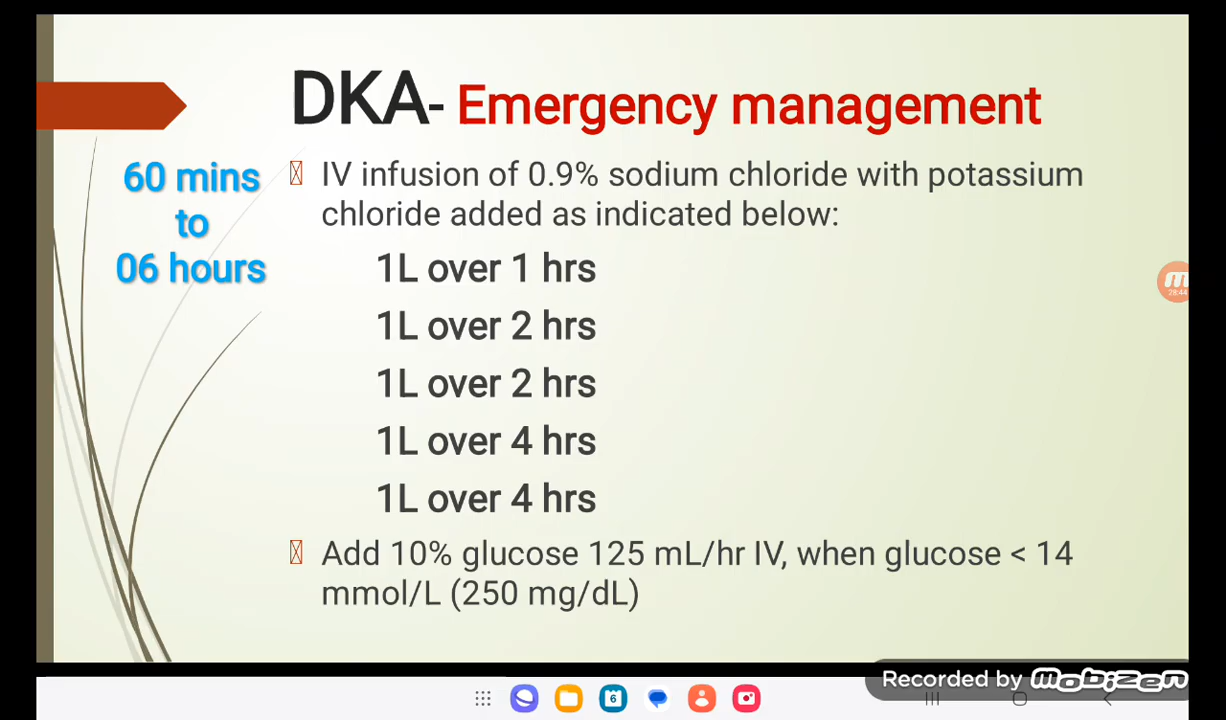 DKA- Emergency management
60 mins
to
06 hours
IV infusion of 0.9% sodium chloride with potassium
chloride added as indicated below:
1L over 1 hrs
1L over 2 hrs
1L over 2 hrs
1L over 4 hrs
1L over 4 hrs
Add 10% glucose 125 mL/hr IV, when glucose < 14
mmol/L (250 mg/dL)
28:44
Recorded by mobizen
6